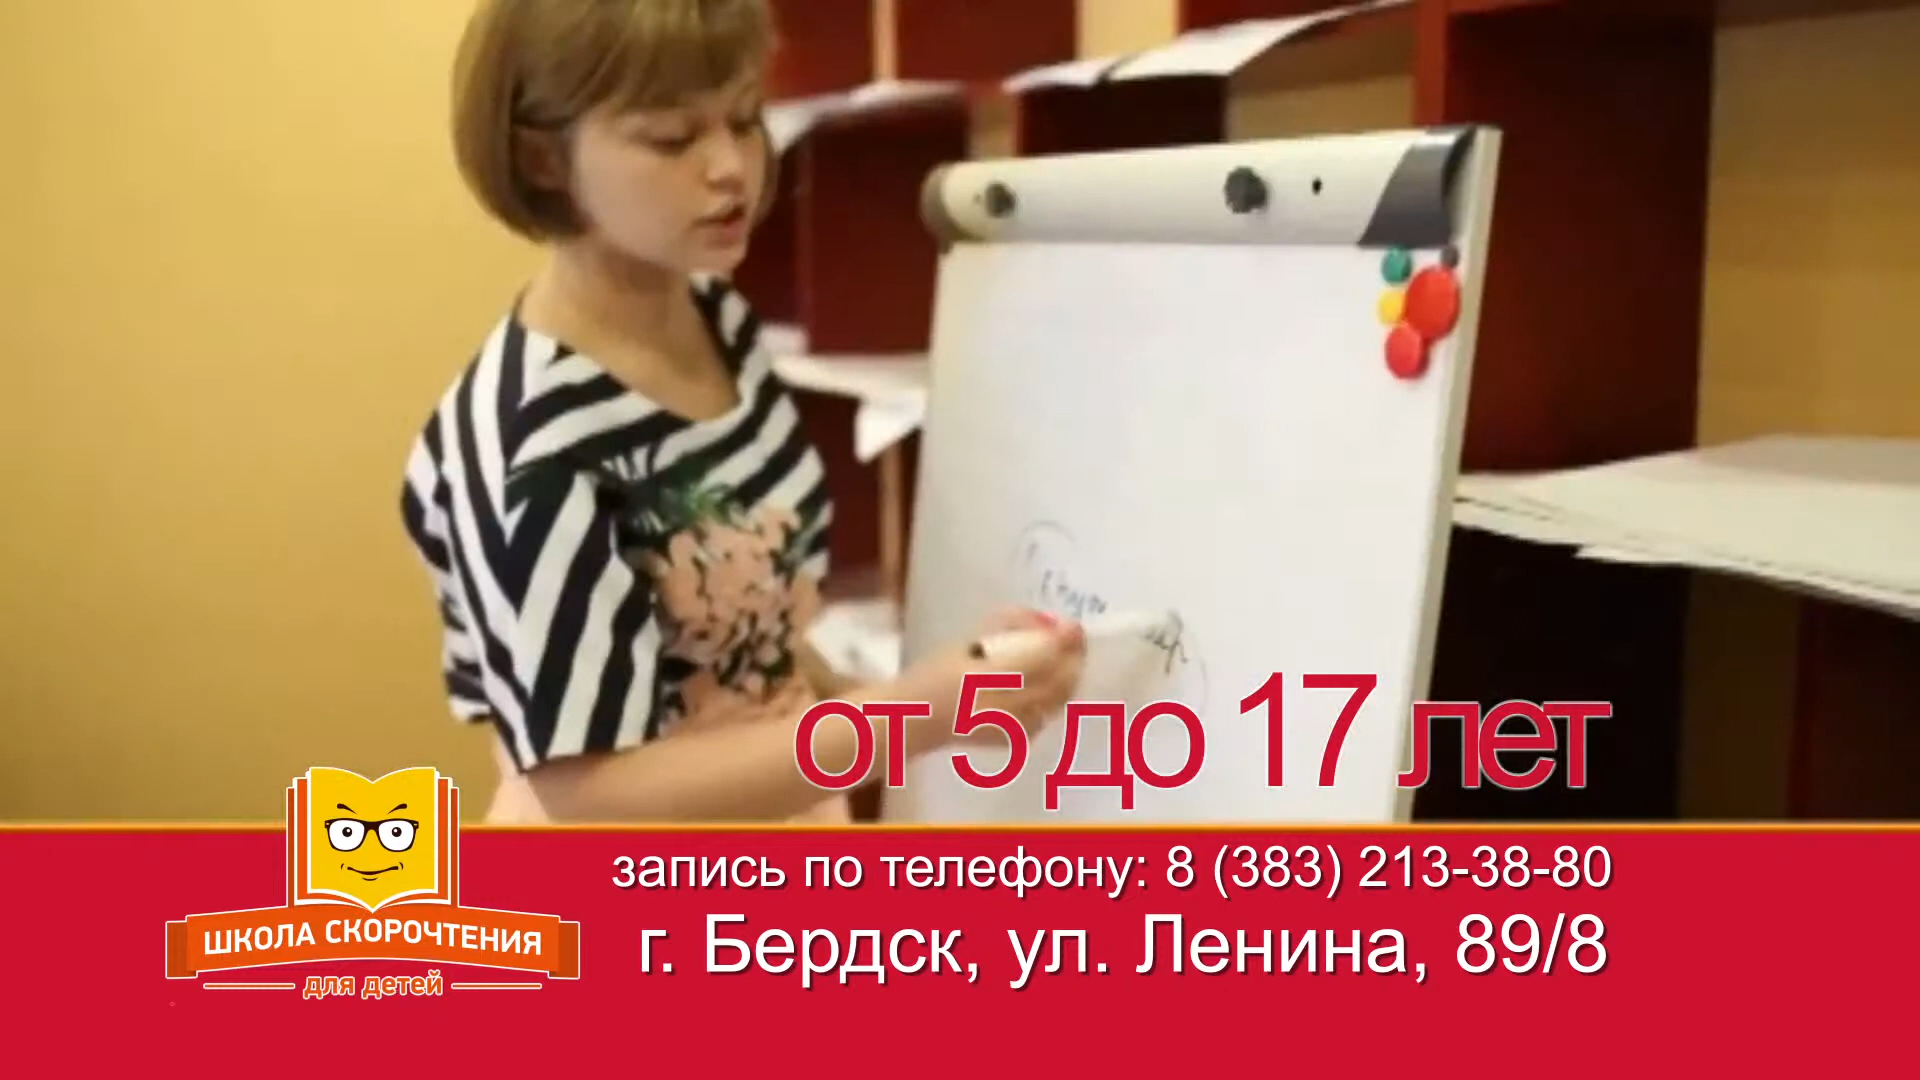 от 5 до 17 лет
запись по телефону: 8 (383) 213-38-80
г. Бердск, ул. Ленина, 89/8
ШКОЛА СКОРОЧТЕНИЯ
для детей